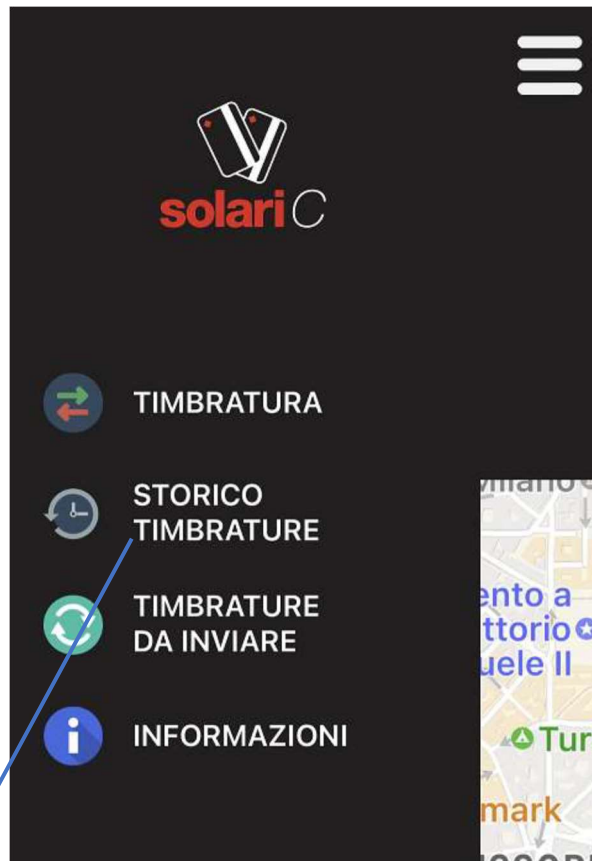 solari C
TIMBRATURA
STORICO
TIMBRATURE
TIMBRATURE
DA INVIARE
INFORMAZIONI
ento a
ttorio
uele II
Tur
mark